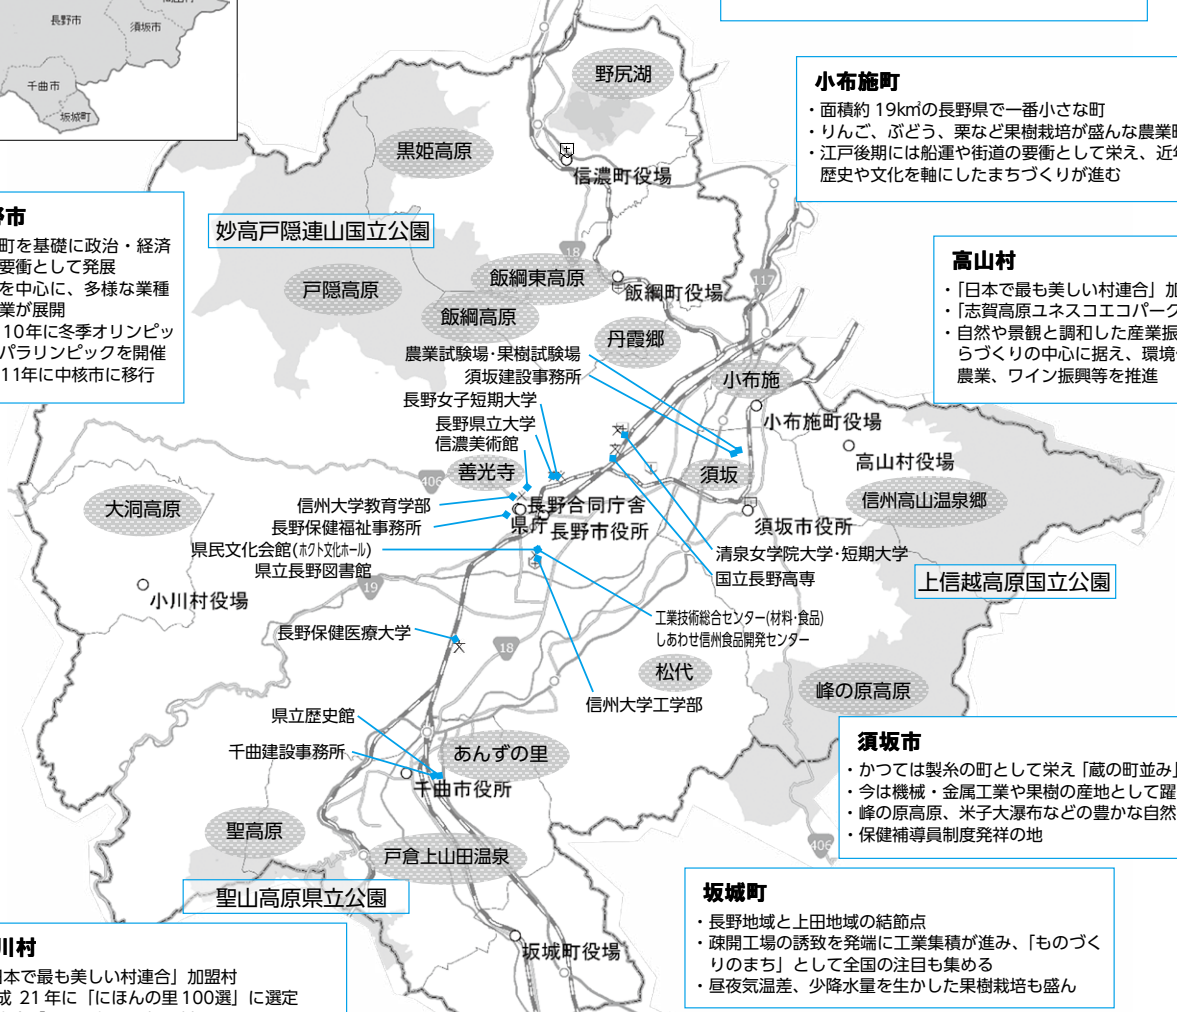 長野市
須坂市
千曲市
坂城町
野尻湖
黒姫高原
信濃町役場
妙高戸隠連山国立公園
18
117
飯綱東高原
戸隠高原
飯綱町役場
飯綱高原
丹霞郷
農業試験場・果樹試験場
須坂建設事務所
小布施
長野女子短期大学
長野県立大学
信濃美術館
小布施町役場
善光寺
406
高山村役場
須坂
大洞高原
信州高山温泉郷
信州大学教育学部
長野合同庁舎
長野保健福祉事務所
県庁
長野市役所
須坂市役所
県民文化会館(ホクト文化ホール)
県立長野図書館
清泉女学院大学・短期大学
国立長野高専
上信越高原国立公園
19
小川村役場
工業技術総合センター(材料・食品)
しあわせ信州食品開発センター
長野保健医療大学
18
松代
峰の原高原
信州大学工学部
県立歴史館
千曲建設事務所
あんずの里
千曲市役所
聖高原
戸倉上山田温泉
406
聖山高原県立公園
坂城町役場
小布施町
・面積約 19k㎡の長野県で一番小さな町
・りんご、ぶどう、栗など果樹栽培が盛んな農業
・江戸後期には船運や街道の要衝として栄え、近
歴史や文化を軸にしたまちづくりが進む
高山村
・「日本で最も美しい村連合」加
・「志賀高原ユネスコエコパーク
・自然や景観と調和した産業振
らづくりの中心に据え、環境
農業、ワイン振興等を推進
市
町を基礎に政治・経済
要衝として発展
を中心に、多様な業種
業が展開
10年に冬季オリンピッ
パラリンピックを開催
11年に中核市に移行
須坂市
・かつては製糸の町として栄え「蔵の町並み」
・今は機械・金属工業や果樹の産地として躍
・峰の原高原、米子大瀑布などの豊かな自然
・保健補導員制度発祥の地
坂城町
・長野地域と上田地域の結節点
・疎開工場の誘致を発端に工業集積が進み、「ものづく
りのまち」として全国の注目も集める
・昼夜気温差、少降水量を生かした果樹栽培も盛ん
川村
本で最も美しい村連合」加盟村
成 21 年に「にほんの里 100選」に選定